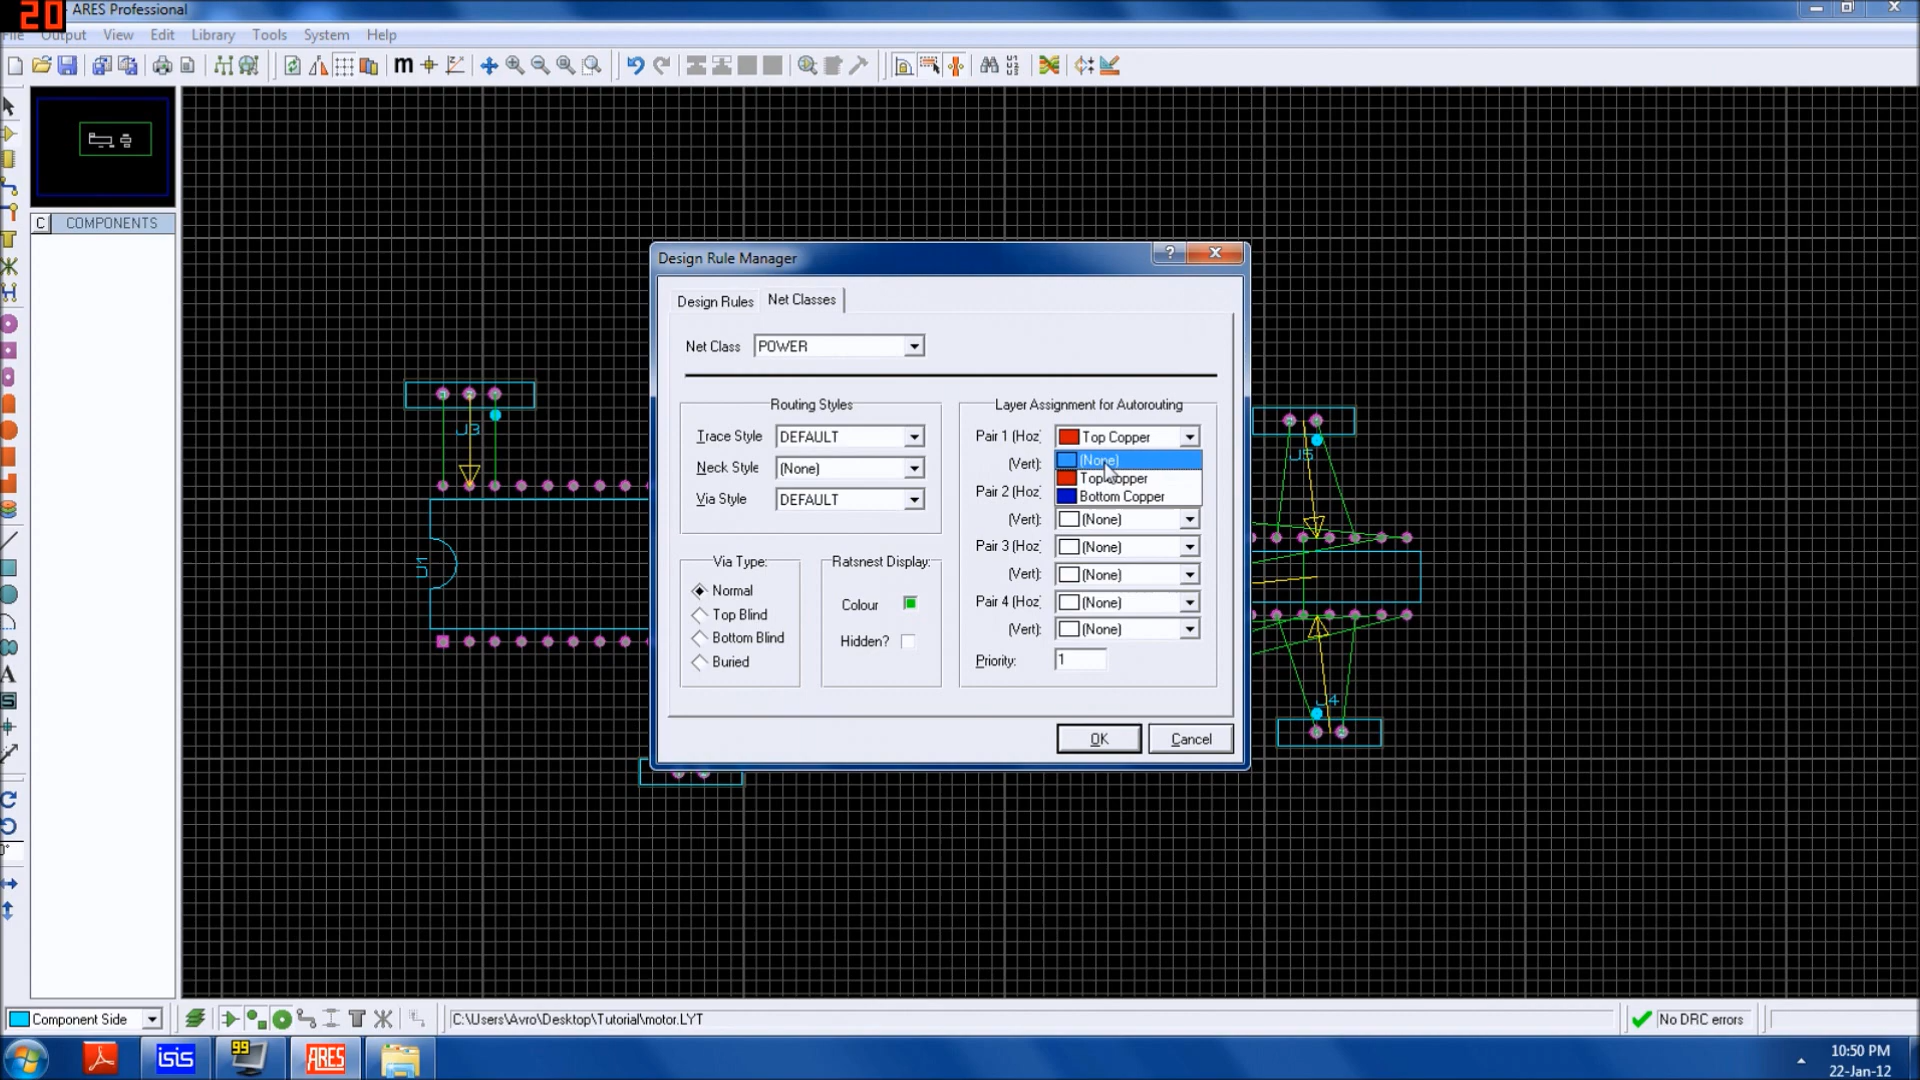 20
ARES Professional
File Output View Edit Library Tools System Help
m
C COMPONENTS
Design Rule Manager
Design Rules Net Classes
Net Class POWER
Routing Styles
Trace Style DEFAULT
Neck Style (None)
Via Style DEFAULT
Layer Assignment for Autorouting
Pair 1 (Hoz Top Copper
(Vert): (None)
Top Copper
Pair 2 (Hoz Bottom Copper
(Vert): (None)
Pair 3 (Hoz (None)
(Vert): (None)
Pair 4 (Hoz (None)
(Vert): (None)
Priority: 1
Via Type:
Normal
Top Blind
Bottom Blind
Buried
Ratsnest Display:
Colour
Hidden?
OK Cancel
J3
U1
J5
Component Side
C:\Users\Avro\Desktop\Tutorial\motor.LYT
No DRC errors
isis
99
ARES
10:50 PM
22-Jan-12